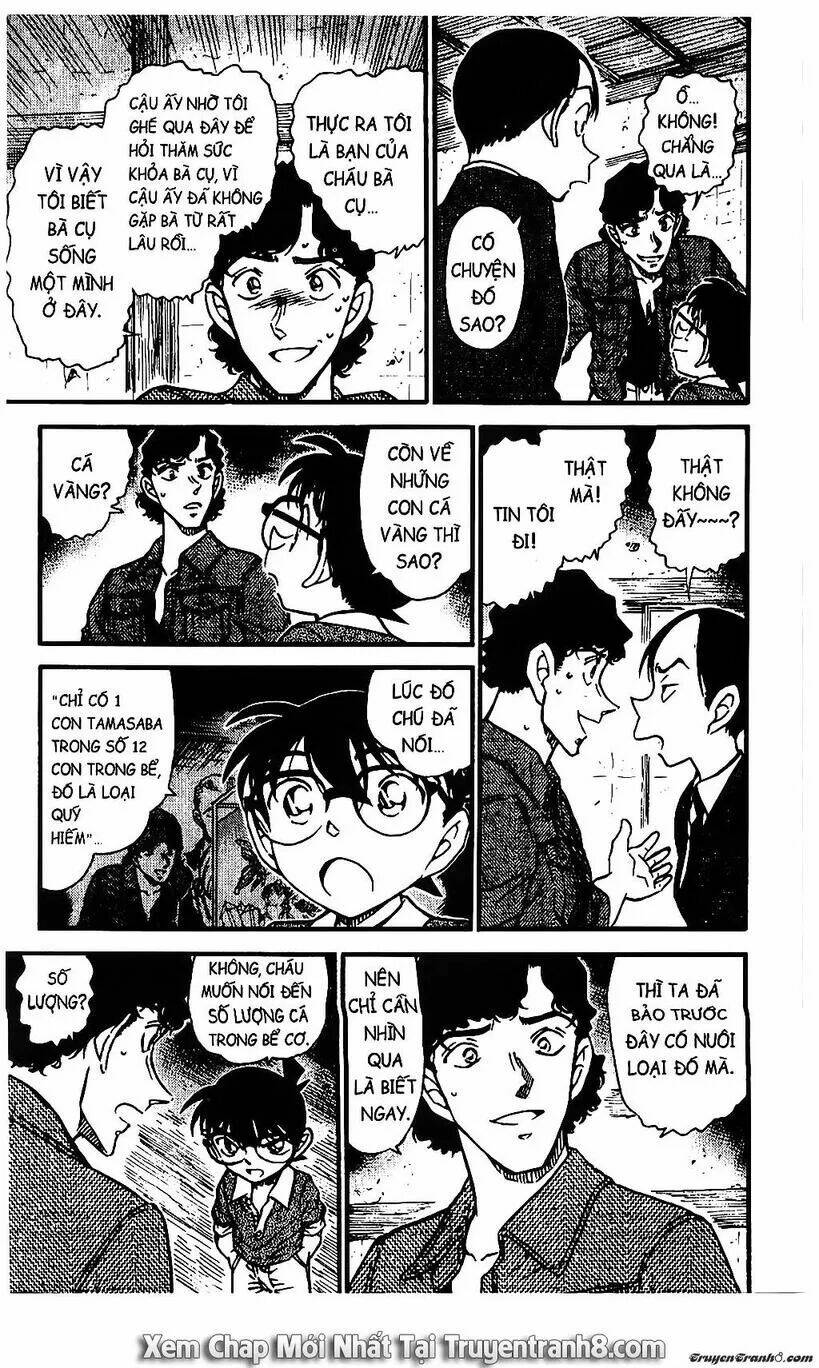 Ồ...
KHÔNG!
CHẲNG
QUA LÀ...
CÓ
CHUYỆN
ĐÓ
SAO?
THỰC RA TÔI
LÀ BẠN CỦA
CHÁU BÀ
CỤ...
CẬU ẤY NHỜ TÔI
GHÉ QUA ĐÂY ĐỂ
HỎI THĂM SỨC
KHỎA BÀ CỤ, VÌ
CẬU ẤY ĐÃ KHÔNG
GẶP BÀ TỪ RẤT
LÂU RỒI...
VÌ VẬY
TÔI BIẾT
BÀ CỤ
SỐNG
MỘT MÌNH
Ở ĐÂY.
THẬT
KHÔNG
ĐẤY~~~?
THẬT
MÀ!
TIN TÔI
ĐI!
CÒN VỀ
NHỮNG
CON CÁ
VÀNG THÌ
SAO?
CÁ
VÀNG?
LÚC ĐÓ
CHÚ ĐÃ
NÓI...
"CHỈ CÓ 1
CON TAMASABA
TRONG SỐ 12
CON TRONG BỂ,
ĐÓ LÀ LOẠI
QUÝ
HIẾM"...
THÌ TA ĐÃ
BẢO TRƯỚC
ĐÂY CÓ NUÔI
LOẠI ĐÓ MÀ.
NÊN
CHỈ CẦN
NHÌN
QUA
LÀ BIẾT
NGAY.
KHÔNG, CHÁU
MUỐN NÓI ĐẾN
SỐ LƯỢNG CÁ
TRONG BỂ CƠ.
SỐ
LƯỢNG?
Xem Chap Mới Nhất Tại Truyentranh8.com
TruyenTranh8.com